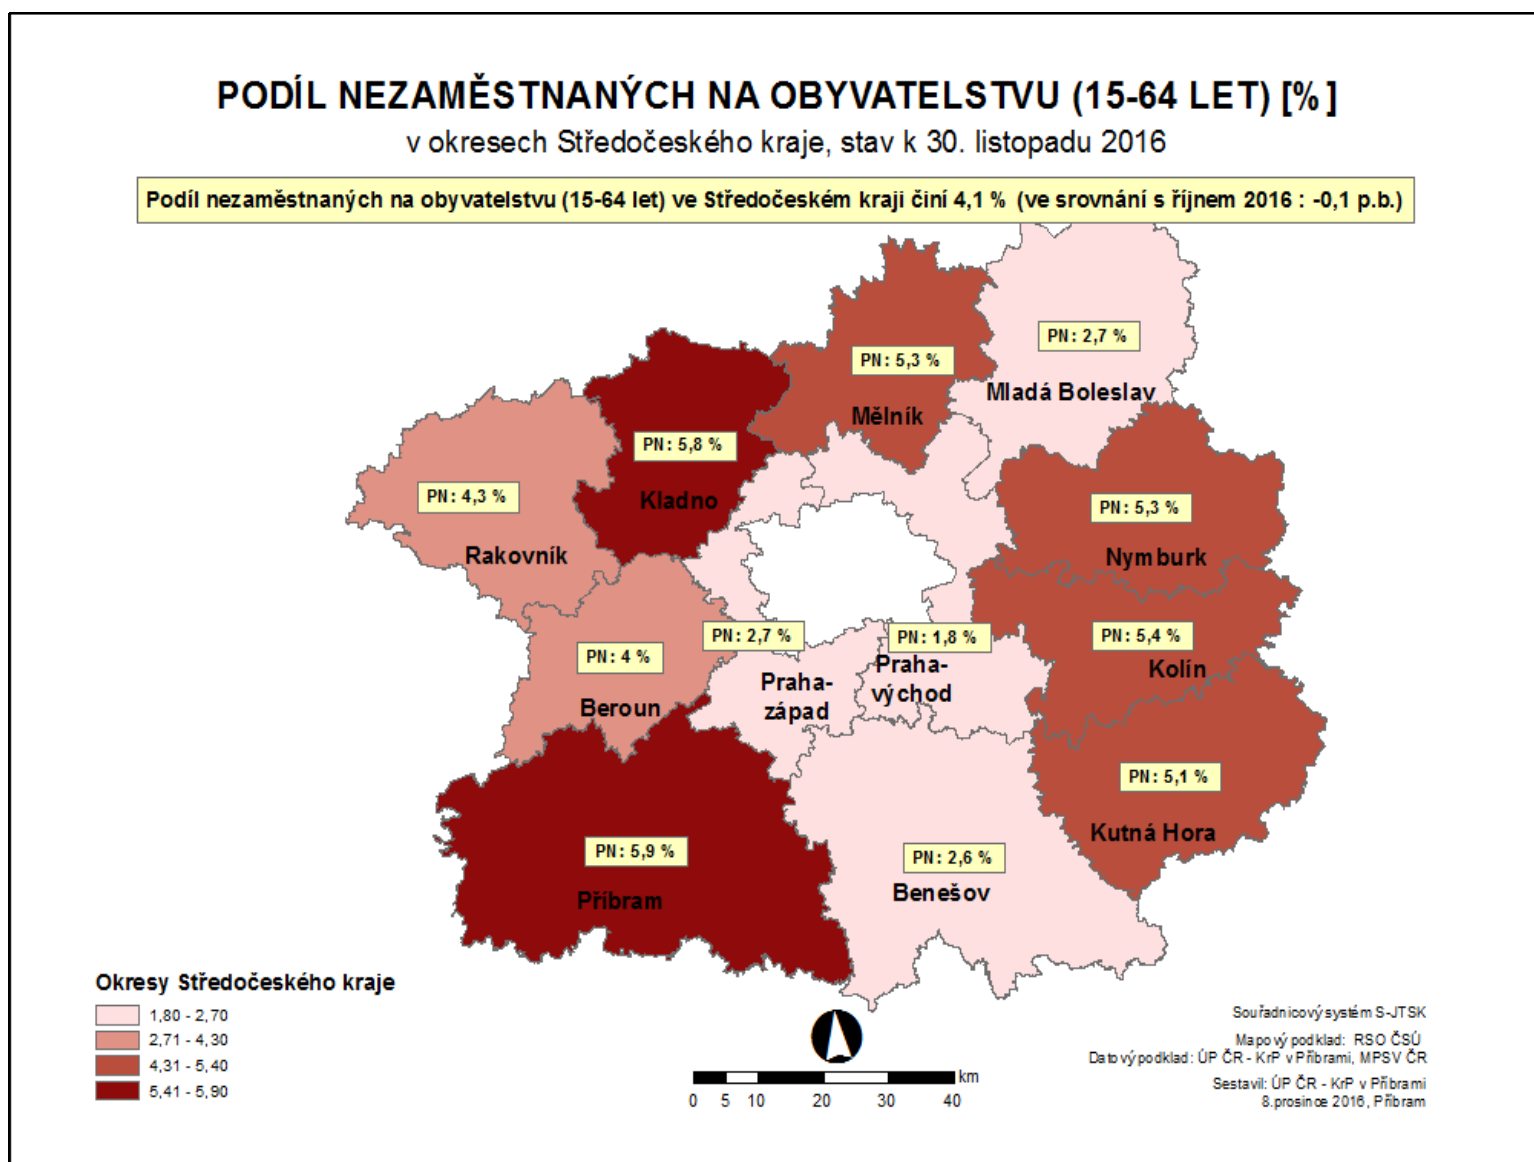 PODÍL NEZAMĚSTNANÝCH NA OBYVATELSTVU (15-64 LET) [%]
v okresech Středočeského kraje, stav k 30. listopadu 2016
Podíl nezaměstnaných na obyvatelstvu (15-64 let) ve Středočeském kraji činí 4,1 % (ve srovnání s říjnem 2016 : -0,1 p.b.)
PN: 2,7 %
Mladá Boleslav
PN: 5,3 %
Mělník
PN: 5,8 %
Kladno
PN: 4,3 %
Rakovník
PN: 5,3 %
Nymburk
PN: 2,7 %
Praha-
západ
PN: 1,8 %
Praha-
východ
PN: 5,4 %
Kolín
PN: 4 %
Beroun
PN: 5,1 %
Kutná Hora
PN: 5,9 %
Příbram
PN: 2,6 %
Benešov
Okresy Středočeského kraje
1,80 - 2,70
2,71 - 4,30
4,31 - 5,40
5,41 - 5,90
km
0 5 10 20 30 40
Souřadnicový systém S-JTSK
Mapový podklad: RSO ČSÚ
Datový podklad: ÚP ČR - KrP v Příbrami, MPSV ČR
Sestavil: ÚP ČR - KrP v Příbrami
8.prosince 2016, Příbram